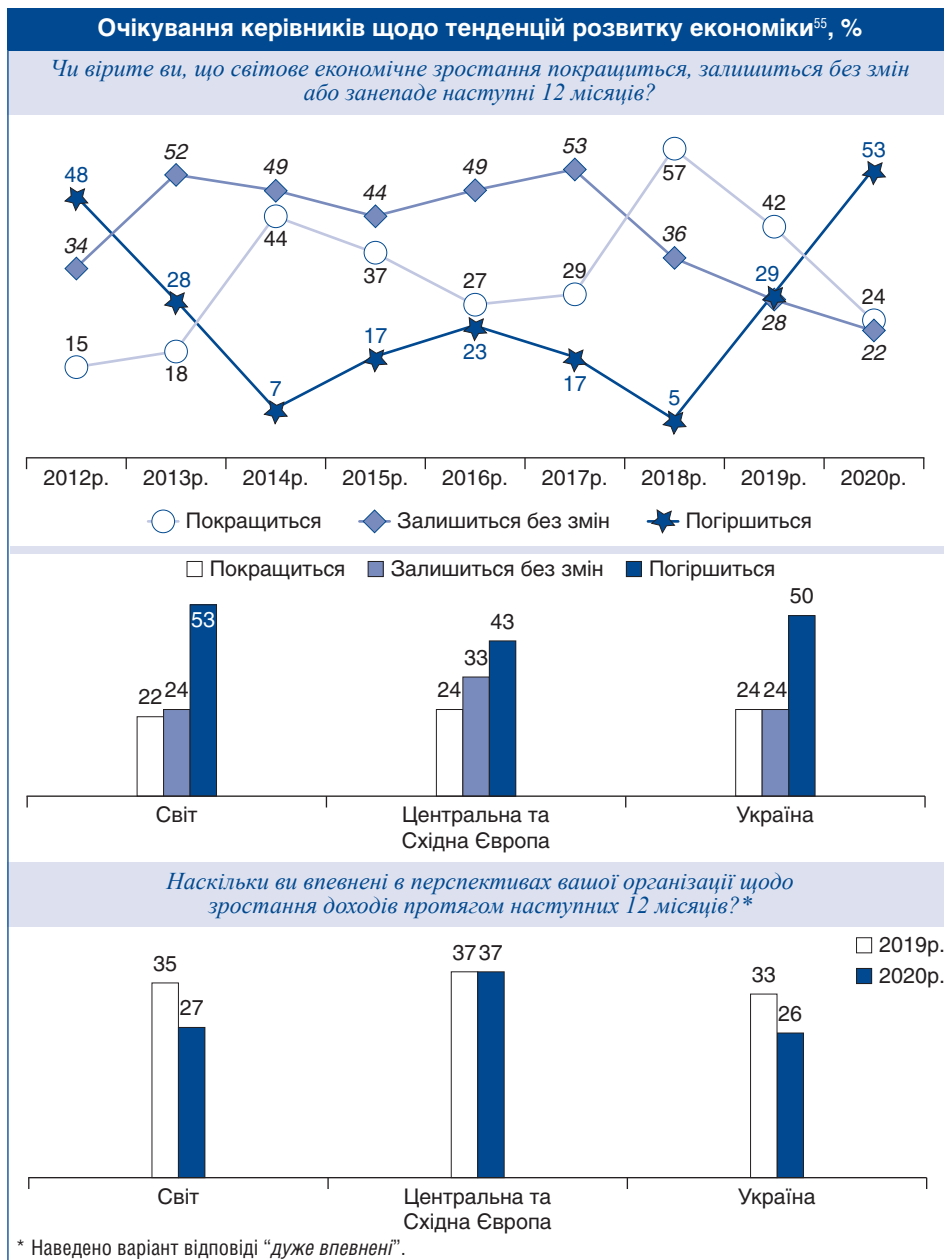 Очікування керівників щодо тенденцій розвитку економіки⁵⁵, %
Чи вірите ви, що світове економічне зростання покращиться, залишиться без змін
або занепаде наступні 12 місяців?
48 52 49 44 49 53 57 42 53
34 28 44 37 27 29 36 29 24
15 18 7 17 23 17 5 28 22
2012р. 2013р. 2014р. 2015р. 2016р. 2017р. 2018р. 2019р. 2020р.
Покращиться Залишиться без змін Погіршиться
Покращиться Залишиться без змін Погіршиться
22 24 53 24 33 43 24 24 50
Світ Центральна та Україна
Східна Європа
Наскільки ви впевнені в перспективах вашої організації щодо
зростання доходів протягом наступних 12 місяців?*
2019р.
2020р.
35 27 37 37 33 26
Світ Центральна та Україна
Східна Європа
* Наведено варіант відповіді “дуже впевнені”.